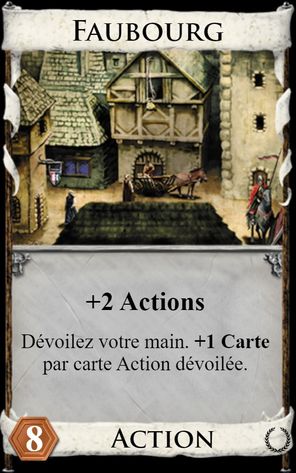 FAUBOURG
+2 Actions
Dévoilez votre main. +1 Carte
par carte Action dévoilée.
8
ACTION